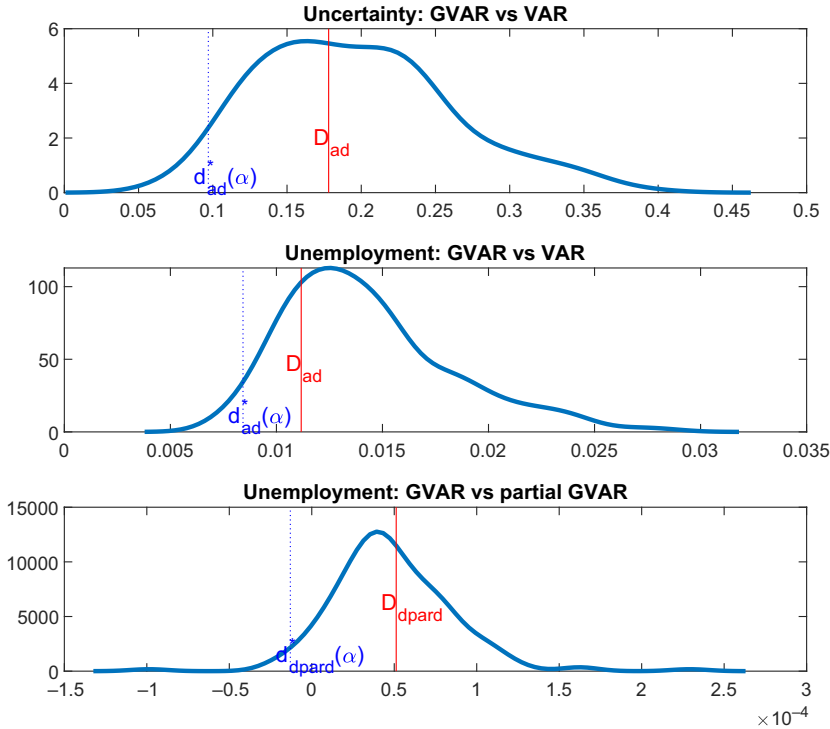 Uncertainty: GVAR vs VAR
6
4
2
0
D_ad
d*_ad(α)
0 0.05 0.1 0.15 0.2 0.25 0.3 0.35 0.4 0.45 0.5
Unemployment: GVAR vs VAR
100
50
0
D_ad
d*_ad(α)
0 0.005 0.01 0.015 0.02 0.025 0.03 0.035
Unemployment: GVAR vs partial GVAR
15000
10000
5000
0
D_dpard
d*_dpard(α)
−1.5 −1 −0.5 0 0.5 1 1.5 2 2.5 3
×10⁻⁴